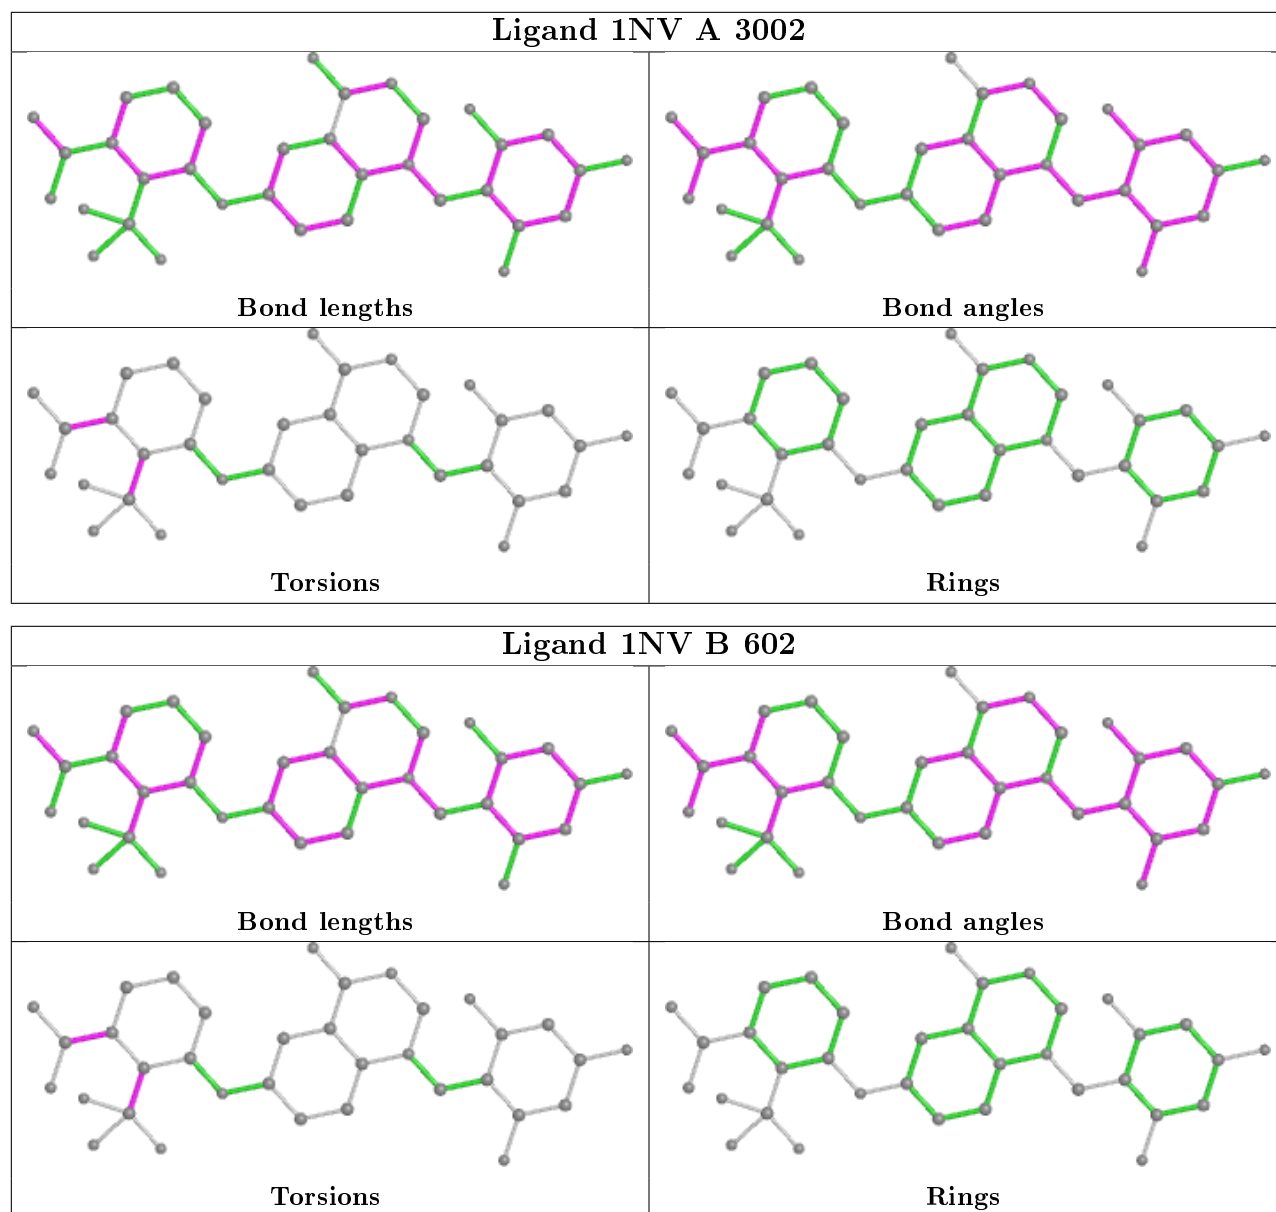 Ligand 1NV A 3002
Bond lengths
Bond angles
Torsions
Rings
Ligand 1NV B 602
Bond lengths
Bond angles
Torsions
Rings